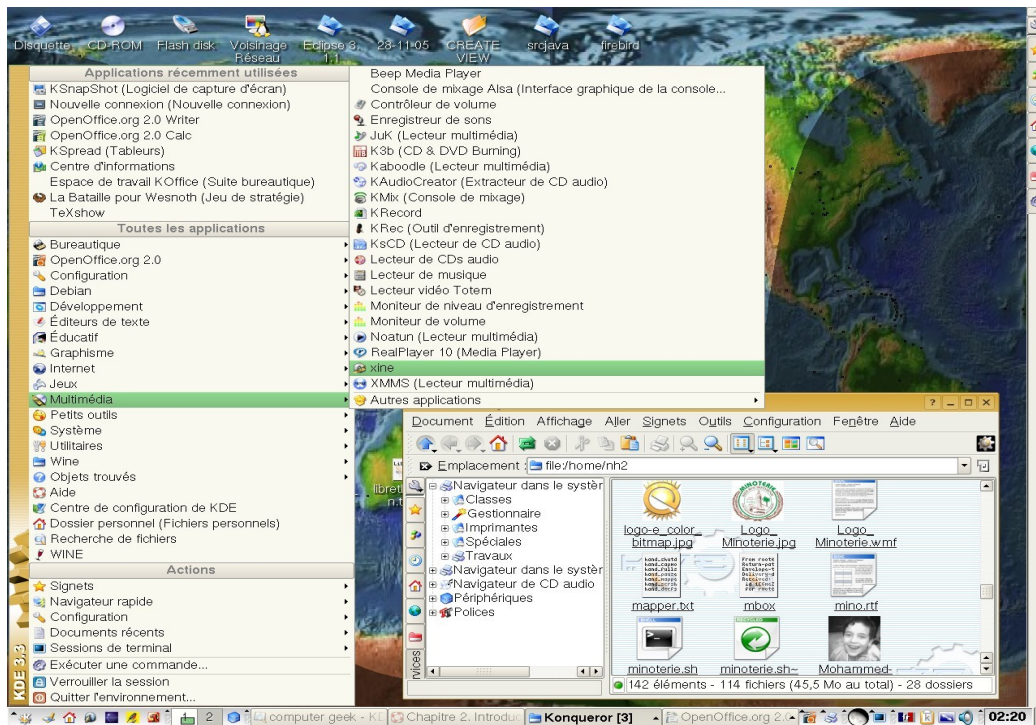 Disquette
CD-ROM
Flash disk
Voisinage Réseau
Eclipse 3. 1.1
28-11-05
CREATE VIEW
srcjava
firebird
Applications récemment utilisées
KSnapShot (Logiciel de capture d'écran)
Nouvelle connexion (Nouvelle connexion)
OpenOffice.org 2.0 Writer
OpenOffice.org 2.0 Calc
KSpread (Tableurs)
Centre d'informations
Espace de travail KOffice (Suite bureautique)
La Bataille pour Wesnoth (Jeu de stratégie)
TeXshow
Toutes les applications
Bureautique
OpenOffice.org 2.0
Configuration
Debian
Développement
Éditeurs de texte
Éducatif
Graphisme
Internet
Jeux
Multimédia
Petits outils
Système
Utilitaires
Wine
Objets trouvés
Aide
Centre de configuration de KDE
Dossier personnel (Fichiers personnels)
Recherche de fichiers
WINE
Actions
Signets
Navigateur rapide
Configuration
Documents récents
Sessions de terminal
Exécuter une commande...
Verrouiller la session
Quitter l'environnement...
KDE 3.3
Beep Media Player
Console de mixage Alsa (Interface graphique de la console...
Contrôleur de volume
Enregistreur de sons
JuK (Lecteur multimédia)
K3b (CD & DVD Burning)
Kaboodle (Lecteur multimédia)
KAudioCreator (Extracteur de CD audio)
KMix (Console de mixage)
KRecord
KRec (Outil d'enregistrement)
KsCD (Lecteur de CD audio)
Lecteur de CDs audio
Lecteur de musique
Lecteur vidéo Totem
Moniteur de niveau d'enregistrement
Moniteur de volume
Noatun (Lecteur multimédia)
RealPlayer 10 (Media Player)
xine
XMMS (Lecteur multimédia)
Autres applications
Document Édition Affichage Aller Signets Outils Configuration Fenêtre Aide
Emplacement : file:/home/nh2
Navigateur dans le systèr
Classes
Gestionnaire
Imprimantes
Spéciales
Travaux
Navigateur dans le systèr
Navigateur de CD audio
Périphériques
Polices
rvices
logo-e_color_bitmap.jpg
Logo_Minoterie.jpg
Logo_Minoterie.wmf
mapper.txt
mbox
mino.rtf
minoterie.sh
minoterie.sh~
Mohammed-
142 éléments - 114 fichiers (45,5 Mo au total) - 28 dossiers
2
computer geek - K
Chapitre 2. Introduc
Konqueror [3]
OpenOffice.org 2.0
02:20